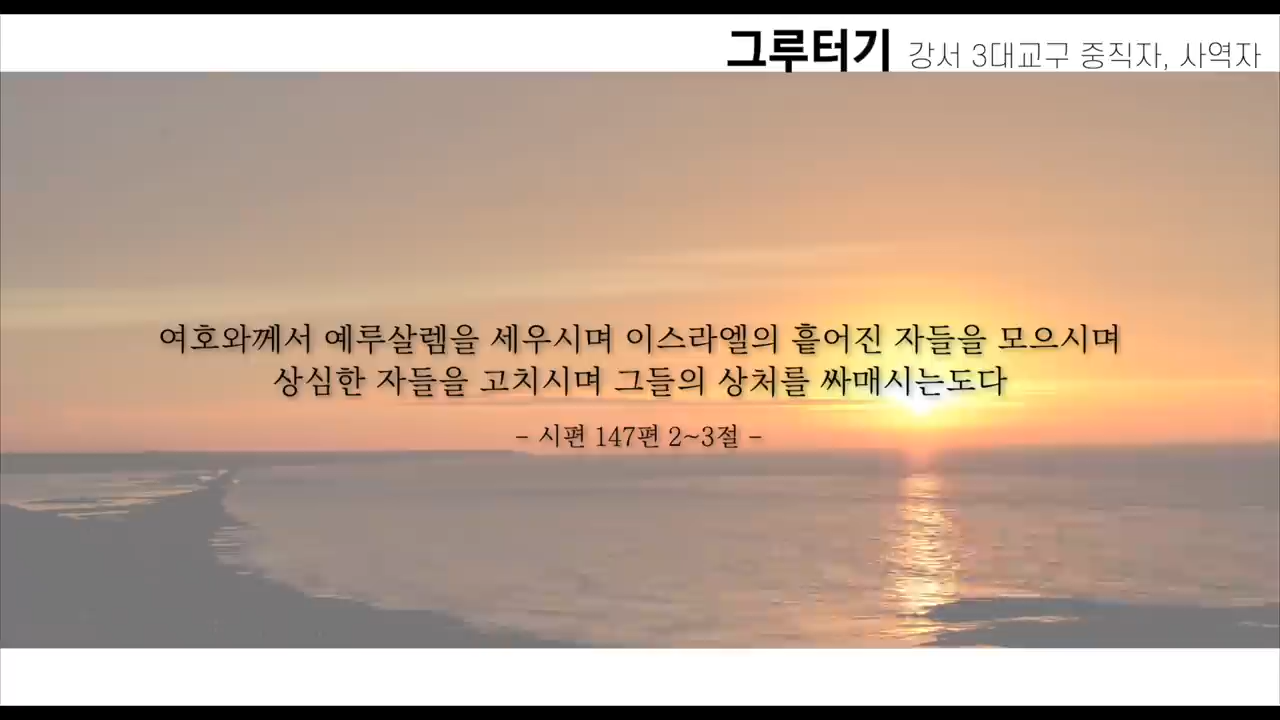 그루터기 강서 3대교구 중직자, 사역자
여호와께서 예루살렘을 세우시며 이스라엘의 흩어진 자들을 모으시며
상심한 자들을 고치시며 그들의 상처를 싸매시는도다
- 시편 147편 2~3절 -